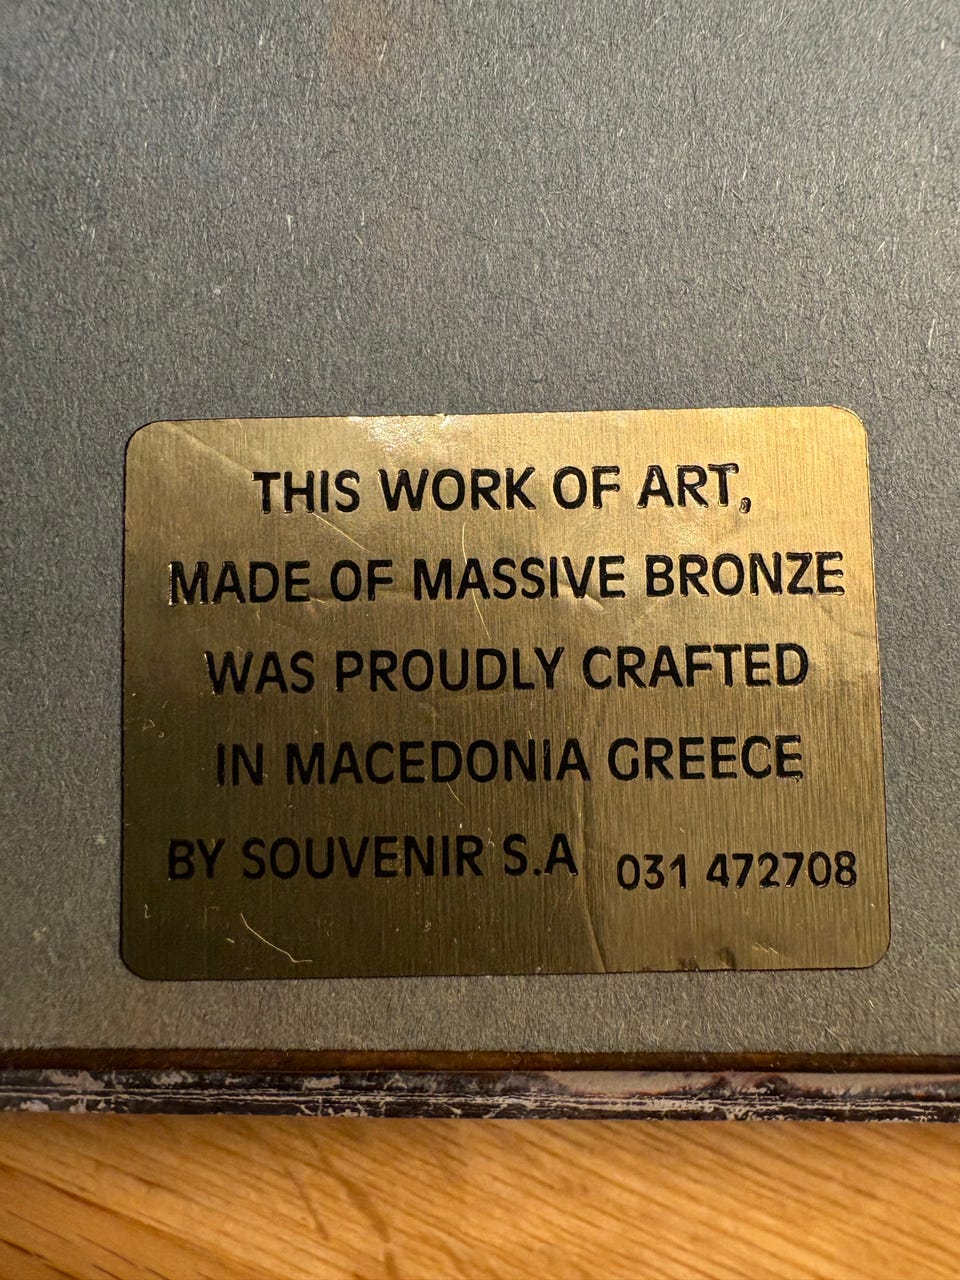 THIS WORK OF ART,
MADE OF MASSIVE BRONZE
WAS PROUDLY CRAFTED
IN MACEDONIA GREECE
BY SOUVENIR S.A 031 472708